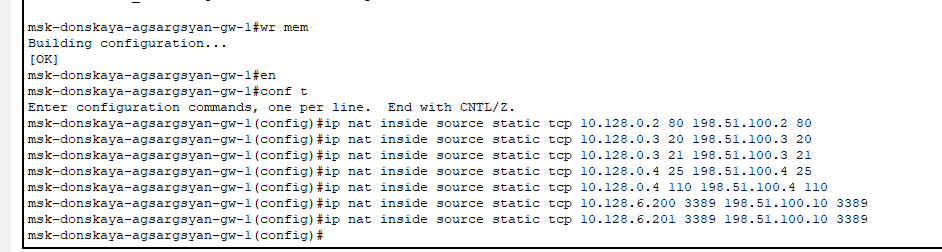 msk-donskaya-agsargsyan-gw-1#wr mem
Building configuration...
[OK]
msk-donskaya-agsargsyan-gw-1#en
msk-donskaya-agsargsyan-gw-1#conf t
Enter configuration commands, one per line.  End with CNTL/Z.
msk-donskaya-agsargsyan-gw-1(config)#ip nat inside source static tcp 10.128.0.2 80 198.51.100.2 80
msk-donskaya-agsargsyan-gw-1(config)#ip nat inside source static tcp 10.128.0.3 20 198.51.100.3 20
msk-donskaya-agsargsyan-gw-1(config)#ip nat inside source static tcp 10.128.0.3 21 198.51.100.3 21
msk-donskaya-agsargsyan-gw-1(config)#ip nat inside source static tcp 10.128.0.4 25 198.51.100.4 25
msk-donskaya-agsargsyan-gw-1(config)#ip nat inside source static tcp 10.128.0.4 110 198.51.100.4 110
msk-donskaya-agsargsyan-gw-1(config)#ip nat inside source static tcp 10.128.6.200 3389 198.51.100.10 3389
msk-donskaya-agsargsyan-gw-1(config)#ip nat inside source static tcp 10.128.6.201 3389 198.51.100.10 3389
msk-donskaya-agsargsyan-gw-1(config)#